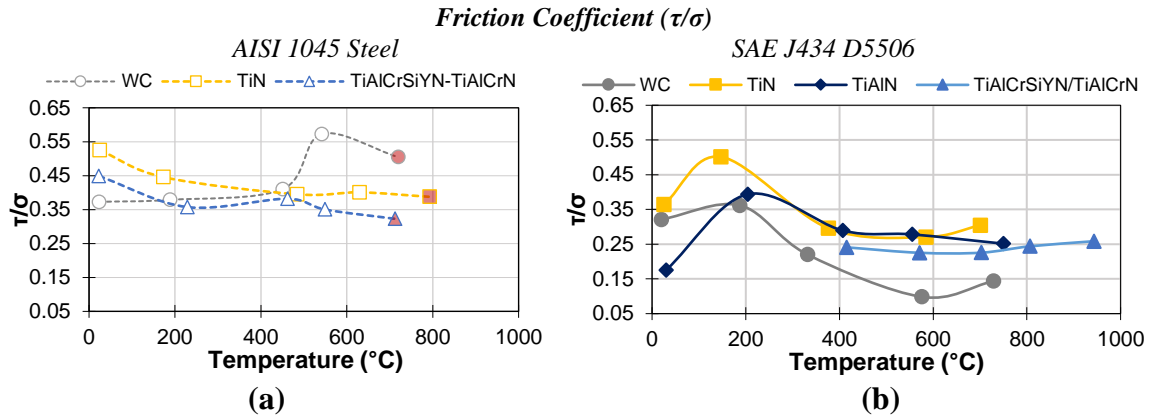 Friction Coefficient (τ/σ)
AISI 1045 Steel
WC TiN TiAlCrSiYN-TiAlCrN
0.65
0.55
0.45
0.35
0.25
0.15
0.05
τ/σ
0 200 400 600 800 1000
Temperature (°C)
(a)
SAE J434 D5506
WC TiN TiAlN TiAlCrSiYN/TiAlCrN
0.65
0.55
0.45
0.35
0.25
0.15
0.05
τ/σ
0 200 400 600 800 1000
Temperature (°C)
(b)